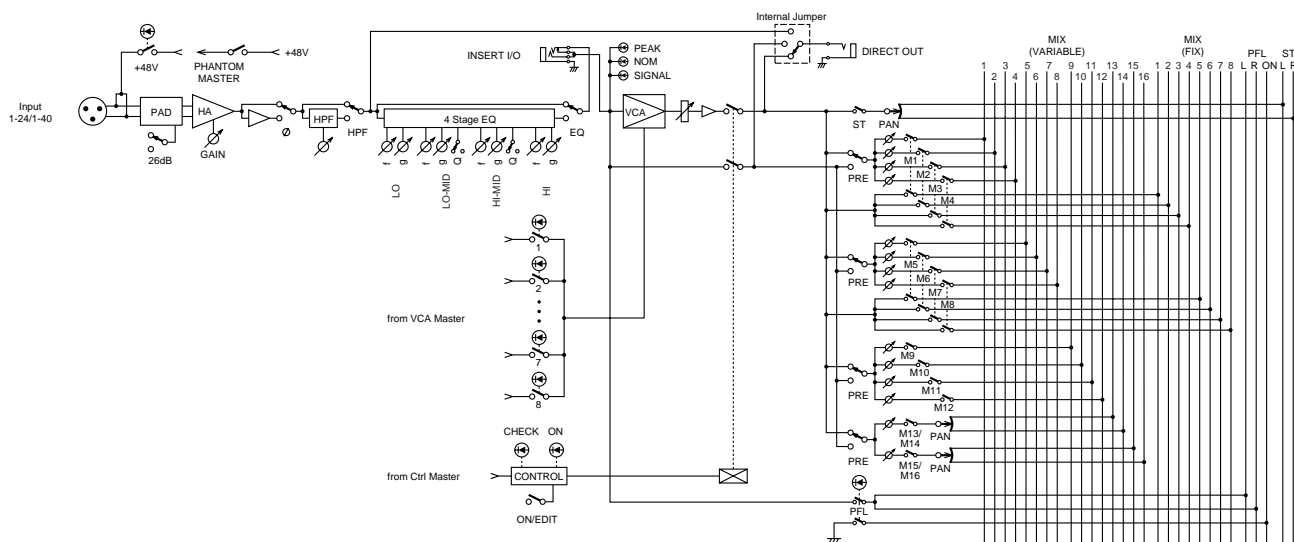 Internal Jumper
MIX
(VARIABLE)
MIX
(FIX)
PFL
ST
1 2 3 4 5 6 7 8 9 10 11 12 13 14 15 16 1 2 3 4 5 6 7 8 L R ON L R
+48V
PHANTOM
MASTER
+48V
INSERT I/O
PEAK
NOM
SIGNAL
DIRECT OUT
Input
1-24/1-40
PAD
26dB
HA
GAIN
Ø
HPF
HPF
4 Stage EQ
EQ
VCA
f
g
f
g
Q
f
g
Q
f
g
LO
LO-MID
HI-MID
HI
ST
PAN
PRE
M1
M2
M3
M4
PRE
M5
M6
M7
M8
PRE
M9
M10
M11
M12
PRE
M13/
M14
PAN
M15/
M16
PAN
1
2
from VCA Master
7
8
CHECK
ON
from Ctrl Master
CONTROL
ON/EDIT
PFL